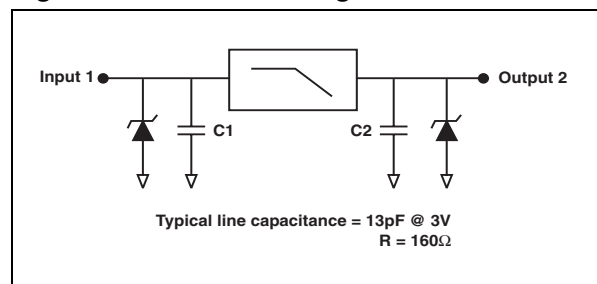 Input 1
Output 2
C1
C2
Typical line capacitance = 13pF @ 3V
R = 160Ω